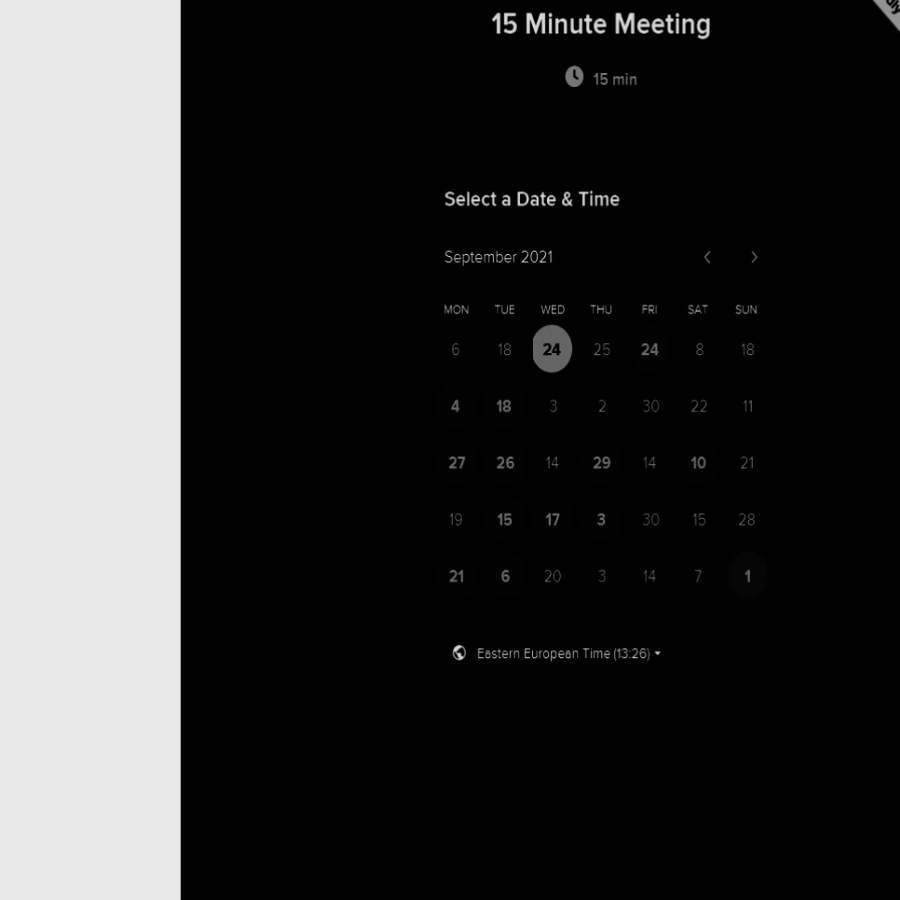 15 Minute Meeting
15 min
Select a Date & Time
September 2021
MON TUE WED THU FRI SAT SUN
6 18 24 25 24 8 18
4 18 3 2 30 22 11
27 26 14 29 14 10 21
19 15 17 3 30 15 28
21 6 20 3 14 7 1
Eastern European Time (13:26)